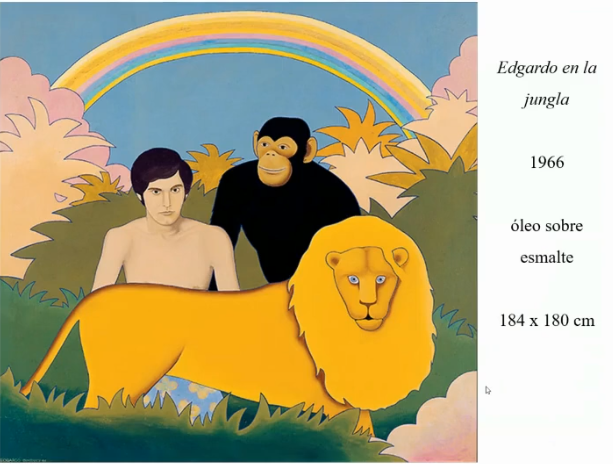 Edgardo en la
jungla
1966
óleo sobre
esmalte
184 x 180 cm